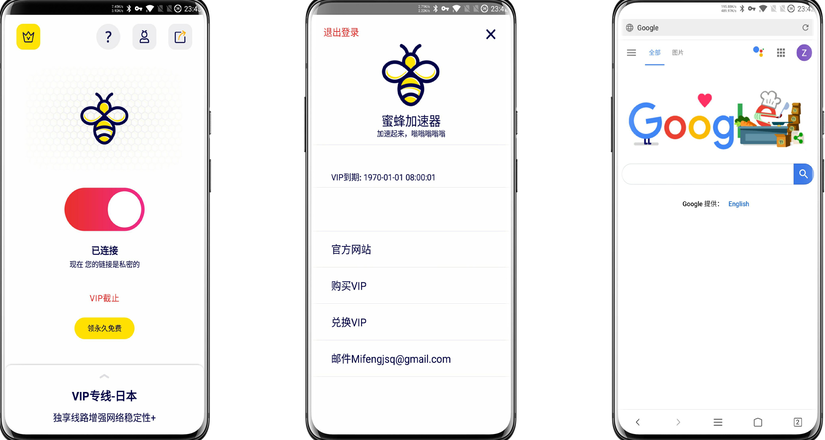 23:4
?
已连接
现在 您的链接是私密的
VIP截止
领永久免费
VIP专线-日本
独享线路增强网络稳定性+
23:4
退出登录
蜜蜂加速器
加速起来，嗡嗡嗡嗡嗡
VIP到期: 1970-01-01 08:00:01
官方网站
购买VIP
兑换VIP
邮件Mifengjsq@gmail.com
23:4
Google
全部 图片
Z
Goog
Google 提供： English
2